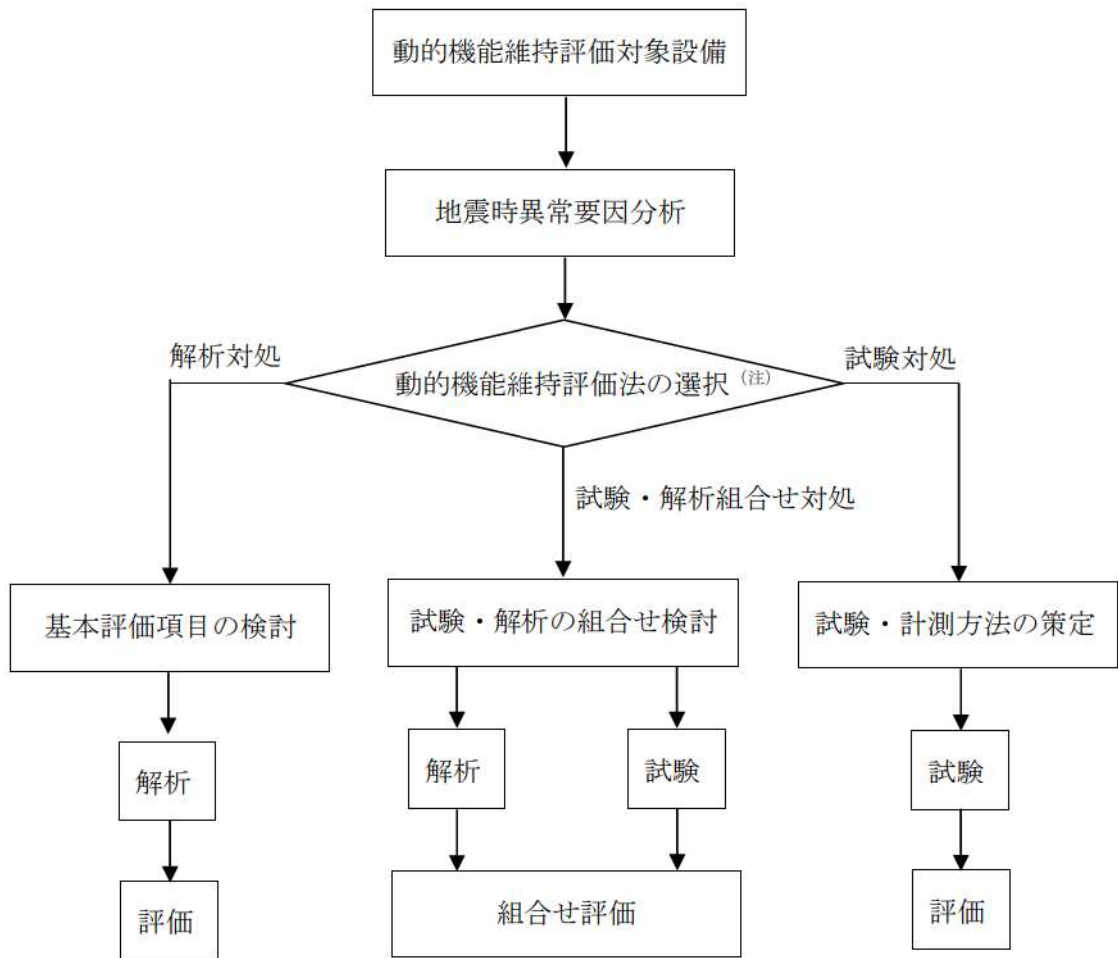 動的機能維持評価対象設備
地震時異常要因分析
解析対処
試験対処
動的機能維持評価法の選択(注)
試験・解析組合せ対処
基本評価項目の検討
試験・解析の組合せ検討
試験・計測方法の策定
解析
解析
試験
試験
評価
組合せ評価
評価